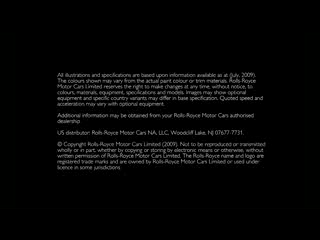 All illustrations and specifications are based upon information available as at (July, 2009).
The colours shown may vary from the actual paint colour or trim materials. Rolls-Royce
Motor Cars Limited reserves the right to make changes at any time, without notice, to
colours, materials, equipment, specifications and models. Images may show optional
equipment and specific country variants may differ in base specification. Quoted speed and
acceleration may vary with optional equipment.
Additional information may be obtained from your Rolls-Royce Motor Cars authorised
dealership
US distributor: Rolls-Royce Motor Cars NA, LLC, Woodcliff Lake, NJ 07677-7731.
© Copyright Rolls-Royce Motor Cars Limited (2009). Not to be reproduced or transmitted
wholly or in part, whether by copying or storing by electronic means or otherwise, without
written permission of Rolls-Royce Motor Cars Limited. The Rolls-Royce name and logo are
registered trade marks and are owned by Rolls-Royce Motor Cars Limited or used under
licence in some jurisdictions